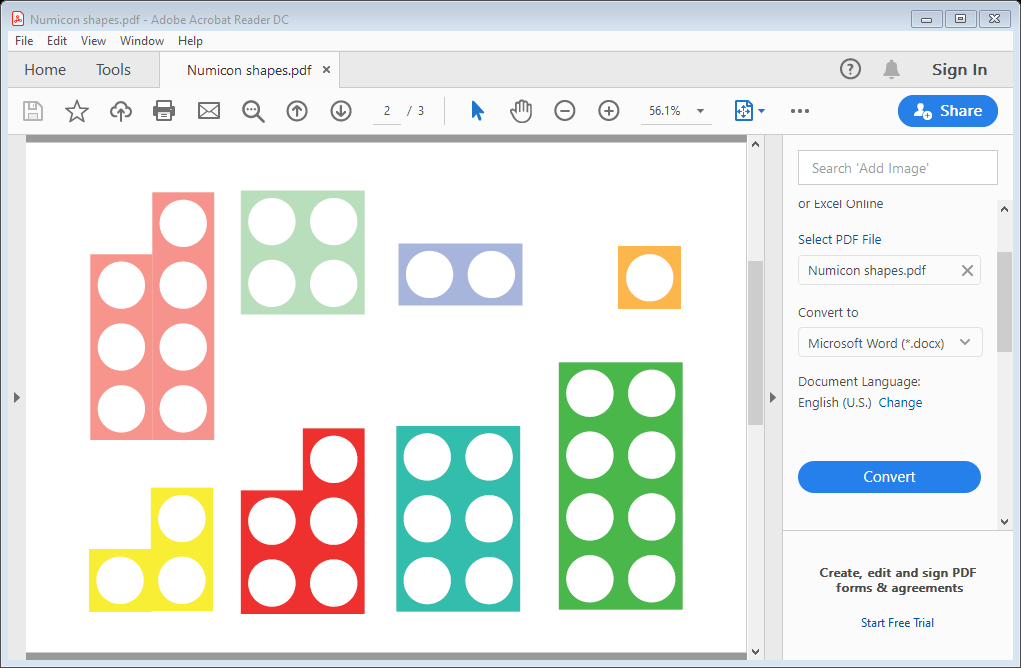 Numicon shapes.pdf - Adobe Acrobat Reader DC
File Edit View Window Help
Home Tools Numicon shapes.pdf × ? Sign In
2 / 3 56.1% Share
Search 'Add Image'
or Excel Online
Select PDF File
Numicon shapes.pdf
Convert to
Microsoft Word (*.docx)
Document Language:
English (U.S.) Change
Convert
Create, edit and sign PDF
forms & agreements
Start Free Trial